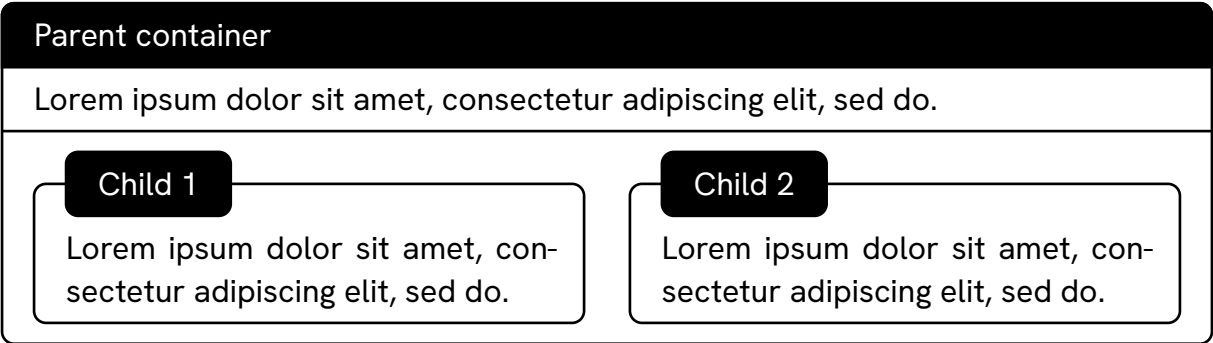 Parent container
Lorem ipsum dolor sit amet, consectetur adipiscing elit, sed do.
Child 1
Lorem ipsum dolor sit amet, con-
sectetur adipiscing elit, sed do.
Child 2
Lorem ipsum dolor sit amet, con-
sectetur adipiscing elit, sed do.